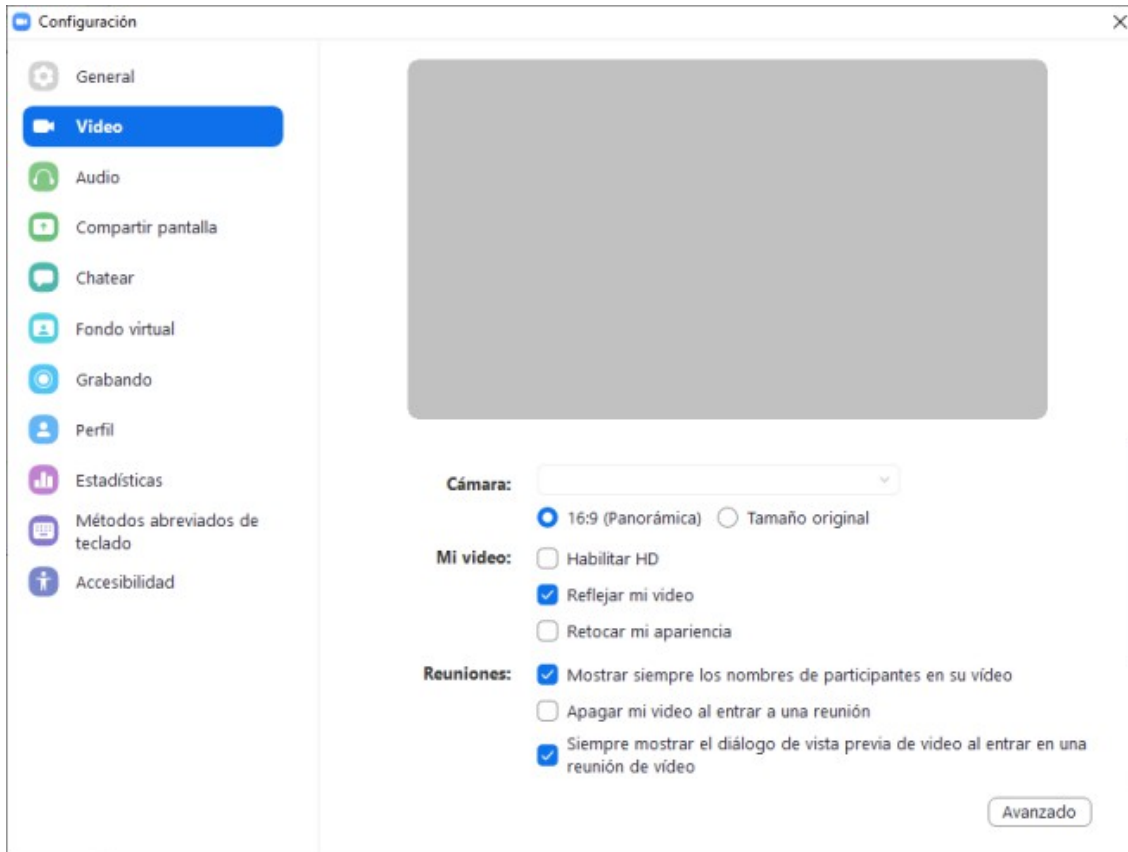 Configuración
General
Video
Audio
Compartir pantalla
Chatear
Fondo virtual
Grabando
Perfil
Estadísticas
Métodos abreviados de
teclado
Accesibilidad
Cámara:
16:9 (Panorámica) Tamaño original
Mi video: Habilitar HD
Reflejar mi video
Retocar mi apariencia
Reuniones: Mostrar siempre los nombres de participantes en su vídeo
Apagar mi video al entrar a una reunión
Siempre mostrar el diálogo de vista previa de video al entrar en una
reunión de vídeo
Avanzado